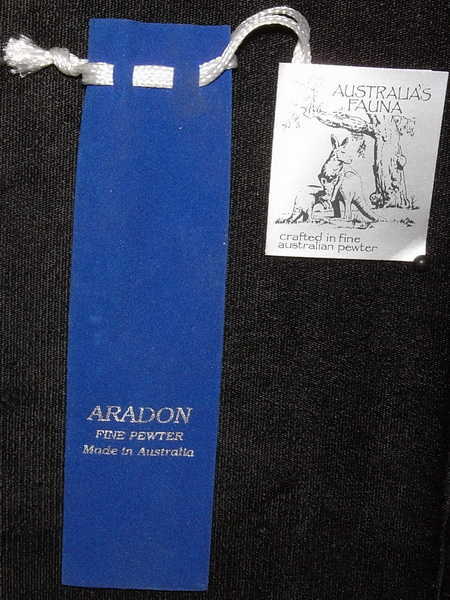 AUSTRALIA'S
FAUNA
crafted in fine
australian pewter
ARADON
FINE PEWTER
Made in Australia